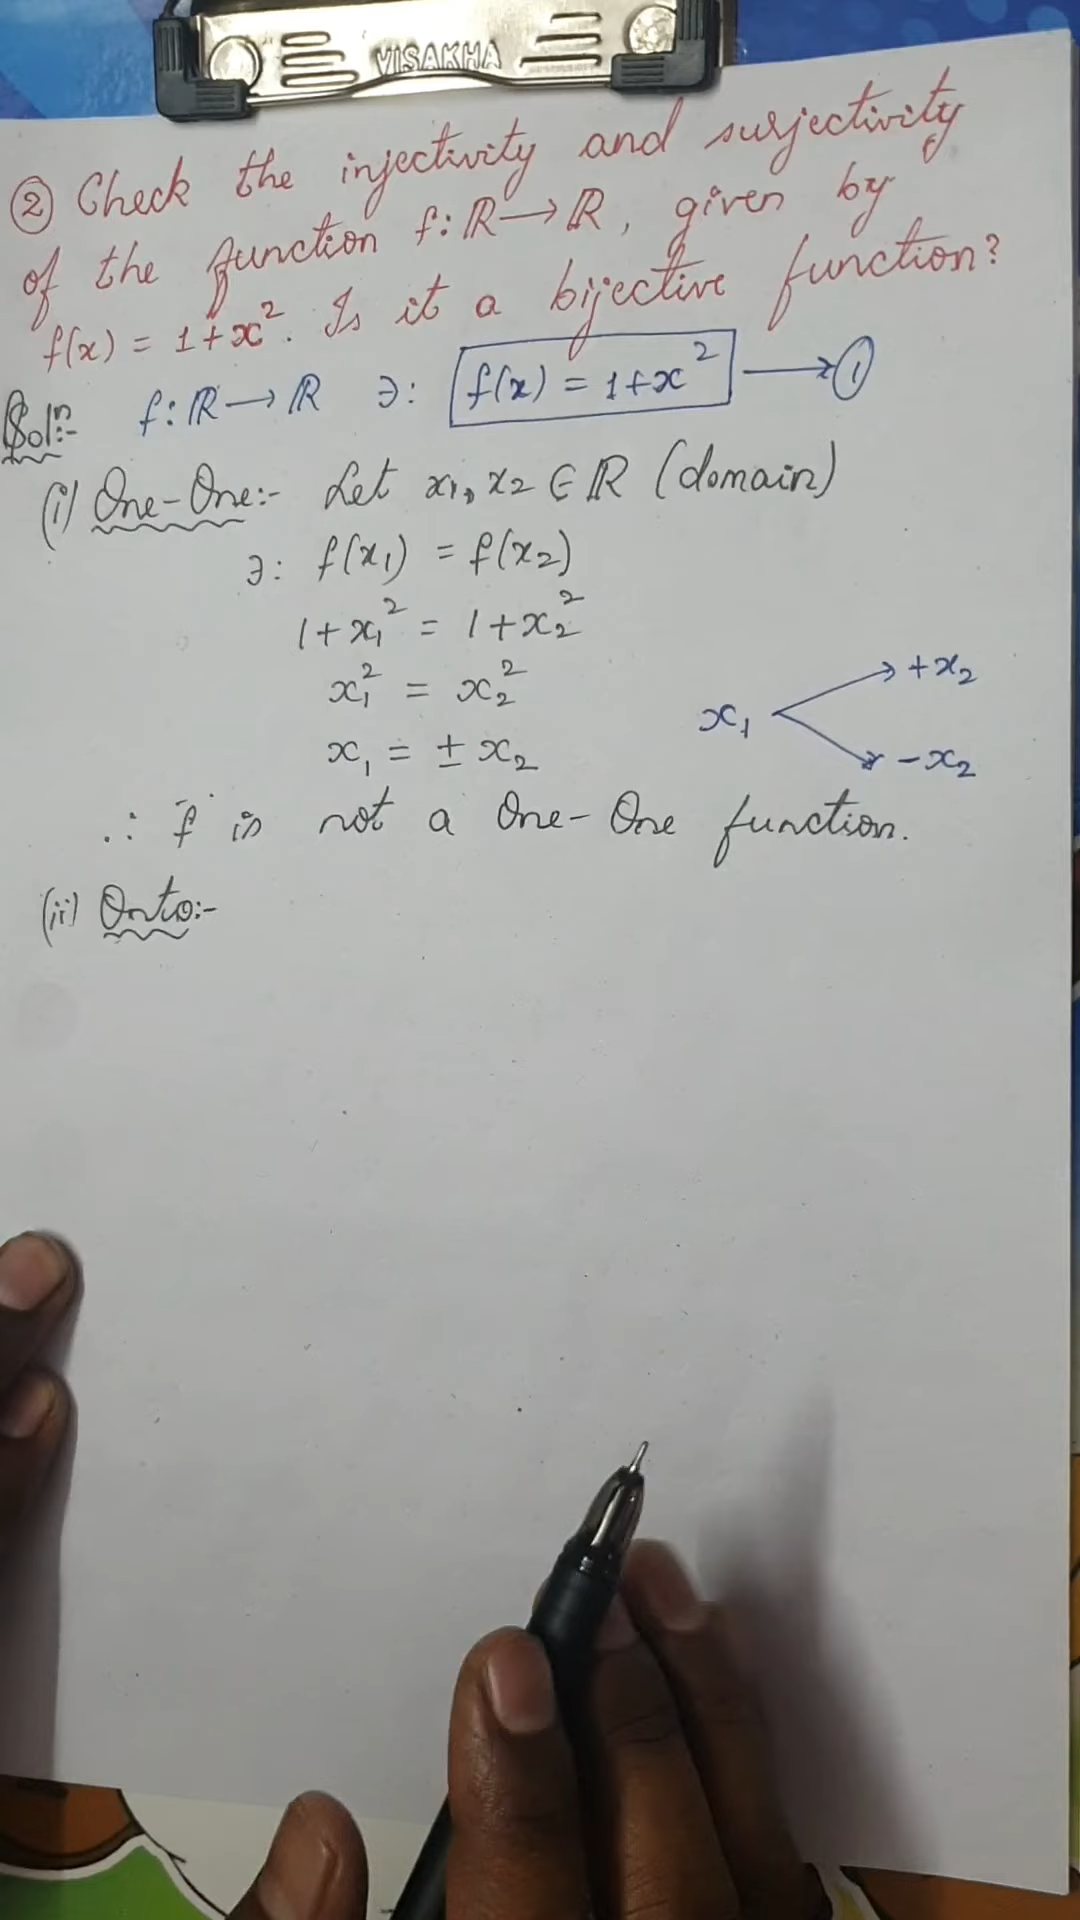 VISAKHA
② Check the injectivity and surjectivity
of the function f: ℝ → ℝ, given by
f(x) = 1+x². Is it a bijective function?
Solⁿ:- f: ℝ → ℝ ∋: f(x) = 1+x² → ①
(i) One-One:- Let x₁, x₂ ∈ ℝ (domain)
∋: f(x₁) = f(x₂)
1+x₁² = 1+x₂²
x₁² = x₂²
x₁ = ± x₂
x₁ → +x₂
→ -x₂
∴ 'f' is not a One-One function.
(ii) Onto:-